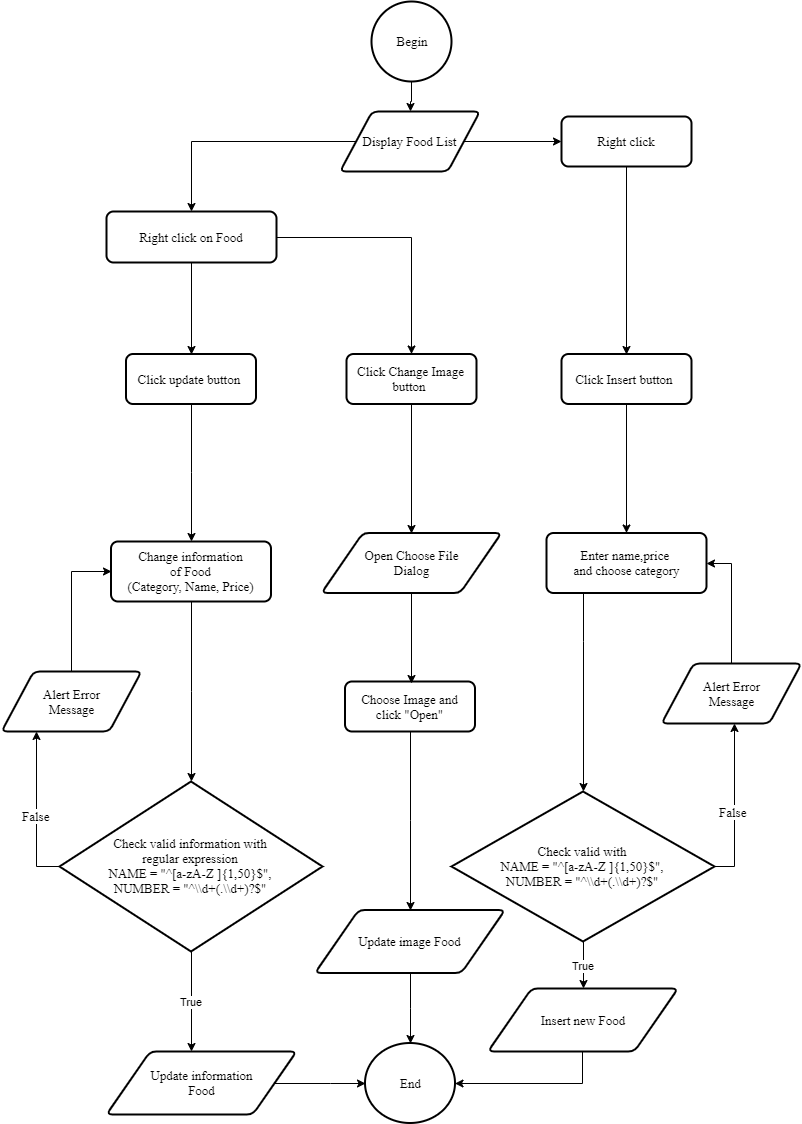 Begin
Display Food List
Right click
Right click on Food
Click update button
Click Change Image
button
Click Insert button
Change information
of Food
(Category, Name, Price)
Open Choose File
Dialog
Enter name,price
and choose category
Alert Error
Message
Choose Image and
click "Open"
Alert Error
Message
False
False
Check valid information with
regular expression
NAME = "^[a-zA-Z ]{1,50}$",
NUMBER = "^\\d+(.\\d+)?$"
Check valid with
NAME = "^[a-zA-Z ]{1,50}$",
NUMBER = "^\\d+(.\\d+)?$"
Update image Food
True
True
Insert new Food
Update information
Food
End